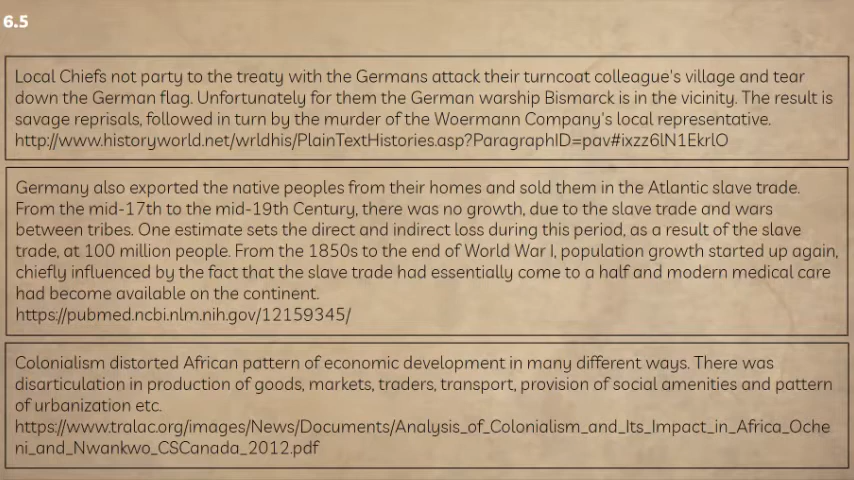 6.5
Local Chiefs not party to the treaty with the Germans attack their turncoat colleague's village and tear
down the German flag. Unfortunately for them the German warship Bismarck is in the vicinity. The result is
savage reprisals, followed in turn by the murder of the Woermann Company's local representative.
http://www.historyworld.net/wrldhis/PlainTextHistories.asp?ParagraphID=pav#ixzz6lN1EkrlO
Germany also exported the native peoples from their homes and sold them in the Atlantic slave trade.
From the mid-17th to the mid-19th Century, there was no growth, due to the slave trade and wars
between tribes. One estimate sets the direct and indirect loss during this period, as a result of the slave
trade, at 100 million people. From the 1850s to the end of World War I, population growth started up again,
chiefly influenced by the fact that the slave trade had essentially come to a half and modern medical care
had become available on the continent.
https://pubmed.ncbi.nlm.nih.gov/12159345/
Colonialism distorted African pattern of economic development in many different ways. There was
disarticulation in production of goods, markets, traders, transport, provision of social amenities and pattern
of urbanization etc.
https://www.tralac.org/images/News/Documents/Analysis_of_Colonialism_and_Its_Impact_in_Africa_Oche
ni_and_Nwankwo_CSCanada_2012.pdf